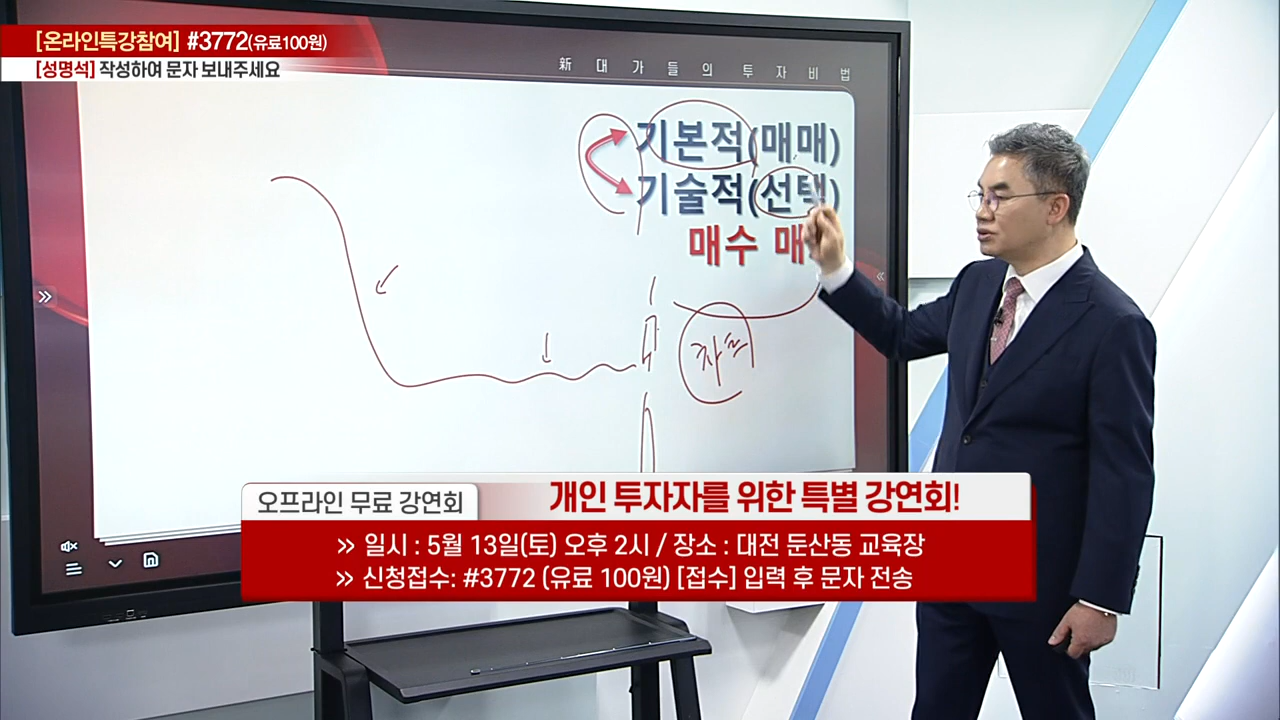 [온라인특강참여] #3772(유료100원)
[성명석] 작성하여 문자 보내주세요
新 대 가 들 의 투 자 비 법
기본적(매매)
기술적(선택)
매수 매
차트
오프라인 무료 강연회
개인 투자자를 위한 특별 강연회!
>> 일시 : 5월 13일(토) 오후 2시 / 장소 : 대전 둔산동 교육장
>> 신청접수: #3772 (유료 100원) [접수] 입력 후 문자 전송